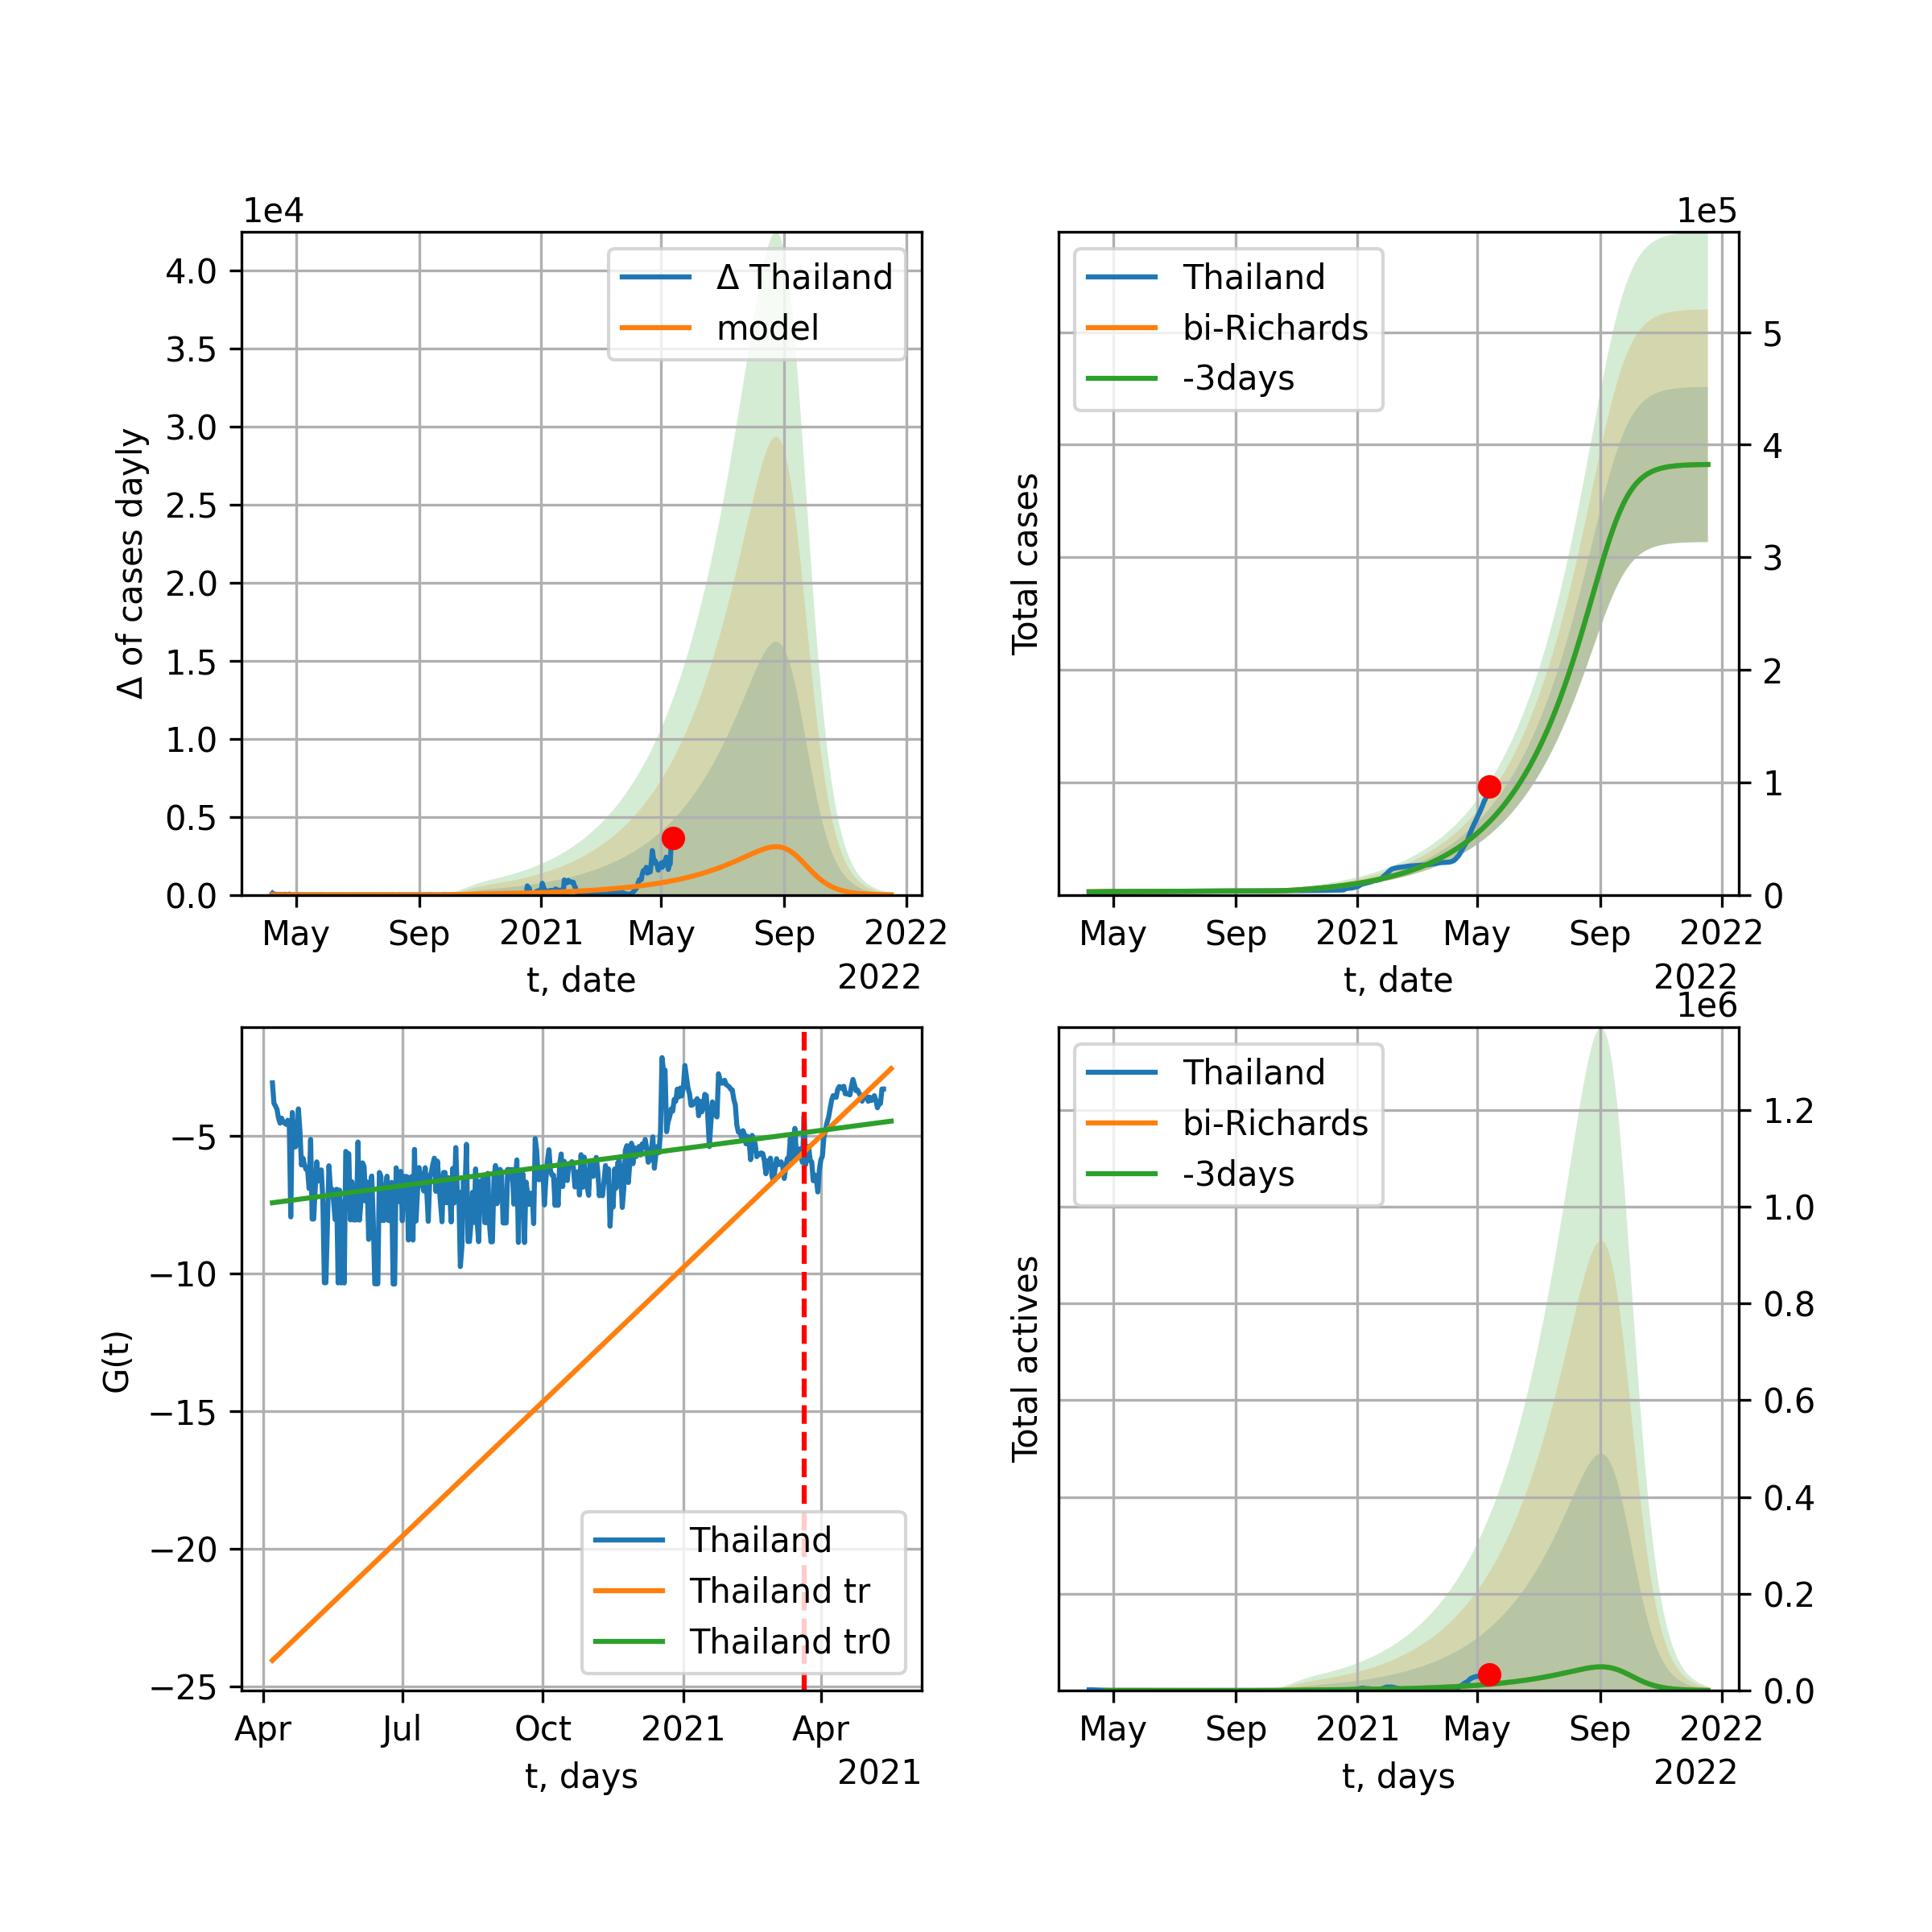 1e4
4.0
3.5
3.0
2.5
2.0
1.5
1.0
0.5
0.0
Δ of cases dayly
Δ Thailand
model
May Sep 2021 May Sep 2022
t, date
2022
1e5
Total cases
Thailand
bi-Richards
-3days
5
4
3
2
1
0
May Sep 2021 May Sep 2022
t, date
2022
G(t)
−5
−10
−15
−20
−25
Thailand
Thailand tr
Thailand tr0
Apr Jul Oct 2021 Apr
t, days
2021
1e6
Total actives
Thailand
bi-Richards
-3days
1.2
1.0
0.8
0.6
0.4
0.2
0.0
May Sep 2021 May Sep 2022
t, days
2022